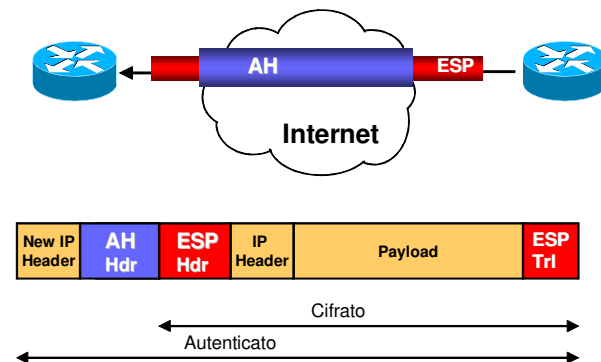 AH
ESP
Internet
New IP
Header
AH
Hdr
ESP
Hdr
IP
Header
Payload
ESP
Trl
Cifrato
Autenticato